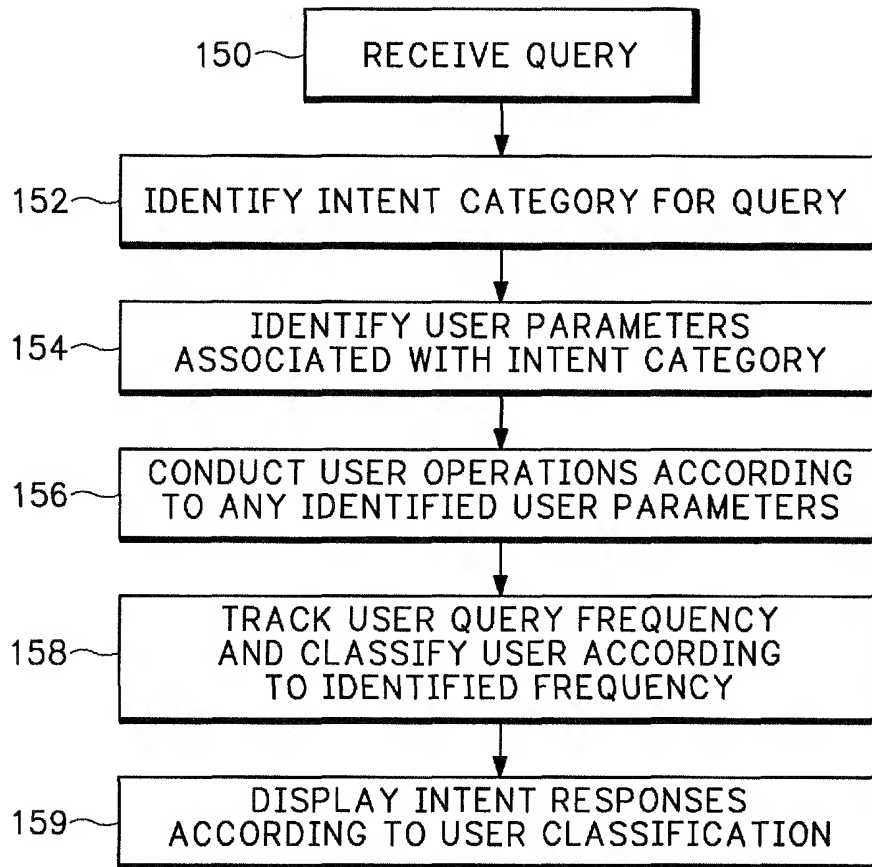 150
RECEIVE QUERY
152
IDENTIFY INTENT CATEGORY FOR QUERY
154
IDENTIFY USER PARAMETERS
ASSOCIATED WITH INTENT CATEGORY
156
CONDUCT USER OPERATIONS ACCORDING
TO ANY IDENTIFIED USER PARAMETERS
158
TRACK USER QUERY FREQUENCY
AND CLASSIFY USER ACCORDING
TO IDENTIFIED FREQUENCY
159
DISPLAY INTENT RESPONSES
ACCORDING TO USER CLASSIFICATION